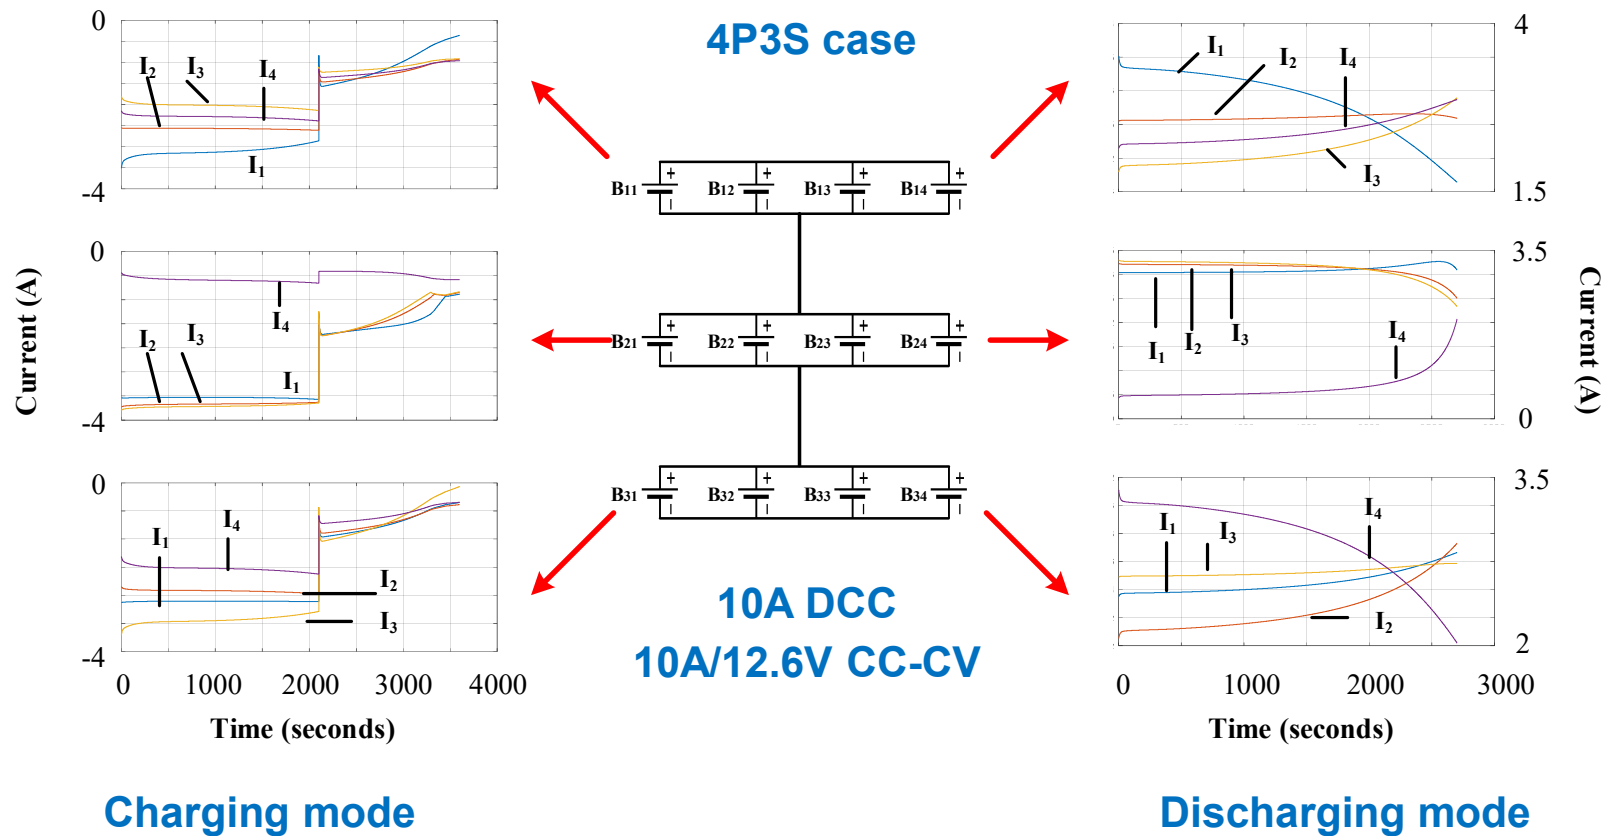 4P3S case
0
I₂ I₃ I₄
I₁
-4
4
I₁ I₂ I₄
I₃
1.5
B₁₁ + − B₁₂ + − B₁₃ + − B₁₄ + −
Current (A)
0
I₄
I₂ I₃
I₁
-4
B₂₁ + − B₂₂ + − B₂₃ + − B₂₄ + −
3.5
I₁ I₂ I₃ I₄
0
Current (A)
0
I₁ I₄
I₂
I₃
-4
0 1000 2000 3000 4000
Time (seconds)
B₃₁ + − B₃₂ + − B₃₃ + − B₃₄ + −
10A DCC
10A/12.6V CC-CV
3.5
I₁ I₃ I₄
I₂
2
0 1000 2000 3000
Time (seconds)
Charging mode
Discharging mode